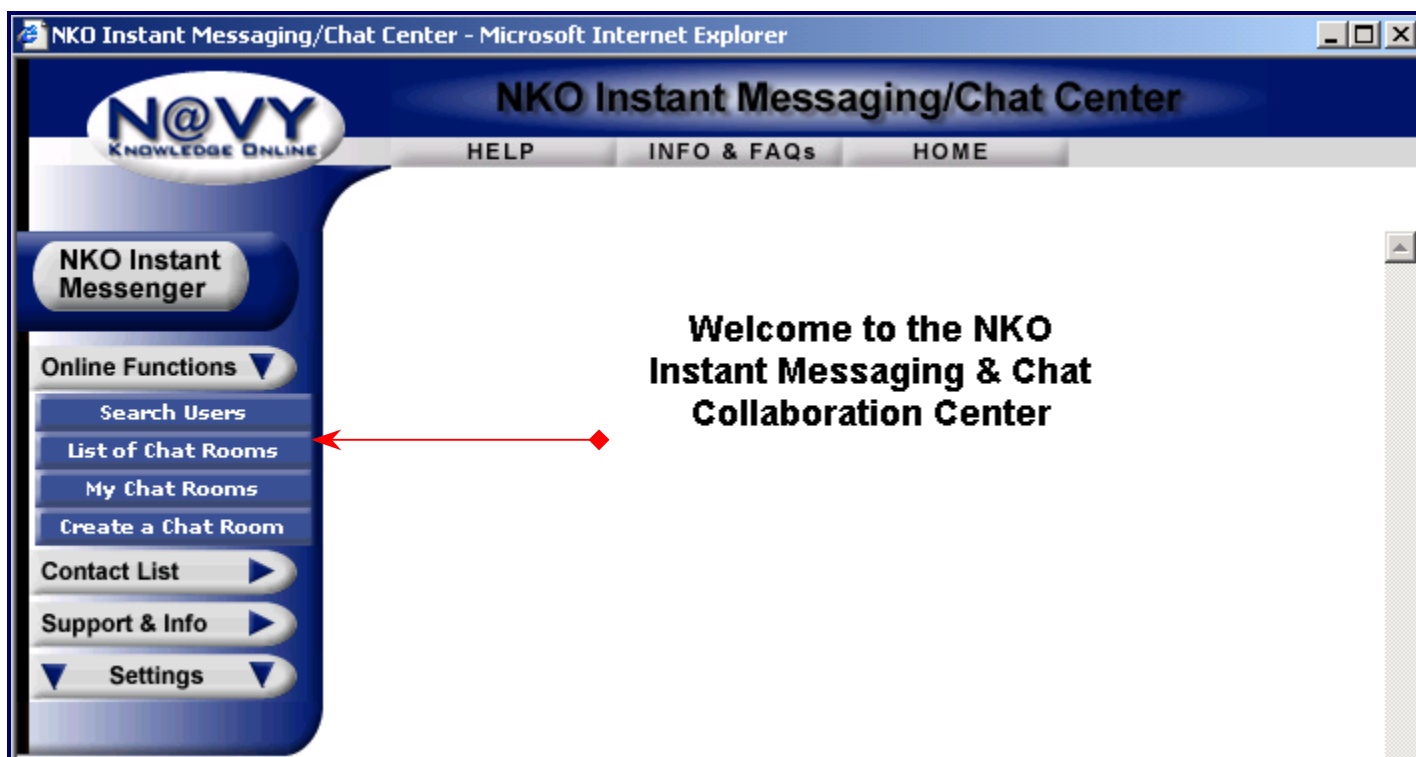 NKO Instant Messaging/Chat Center - Microsoft Internet Explorer
N@VY
KNOWLEDGE ONLINE
NKO Instant Messaging/Chat Center
HELP INFO & FAQs HOME
NKO Instant
Messenger
Online Functions
Search Users
List of Chat Rooms
My Chat Rooms
Create a Chat Room
Contact List
Support & Info
Settings
Welcome to the NKO
Instant Messaging & Chat
Collaboration Center